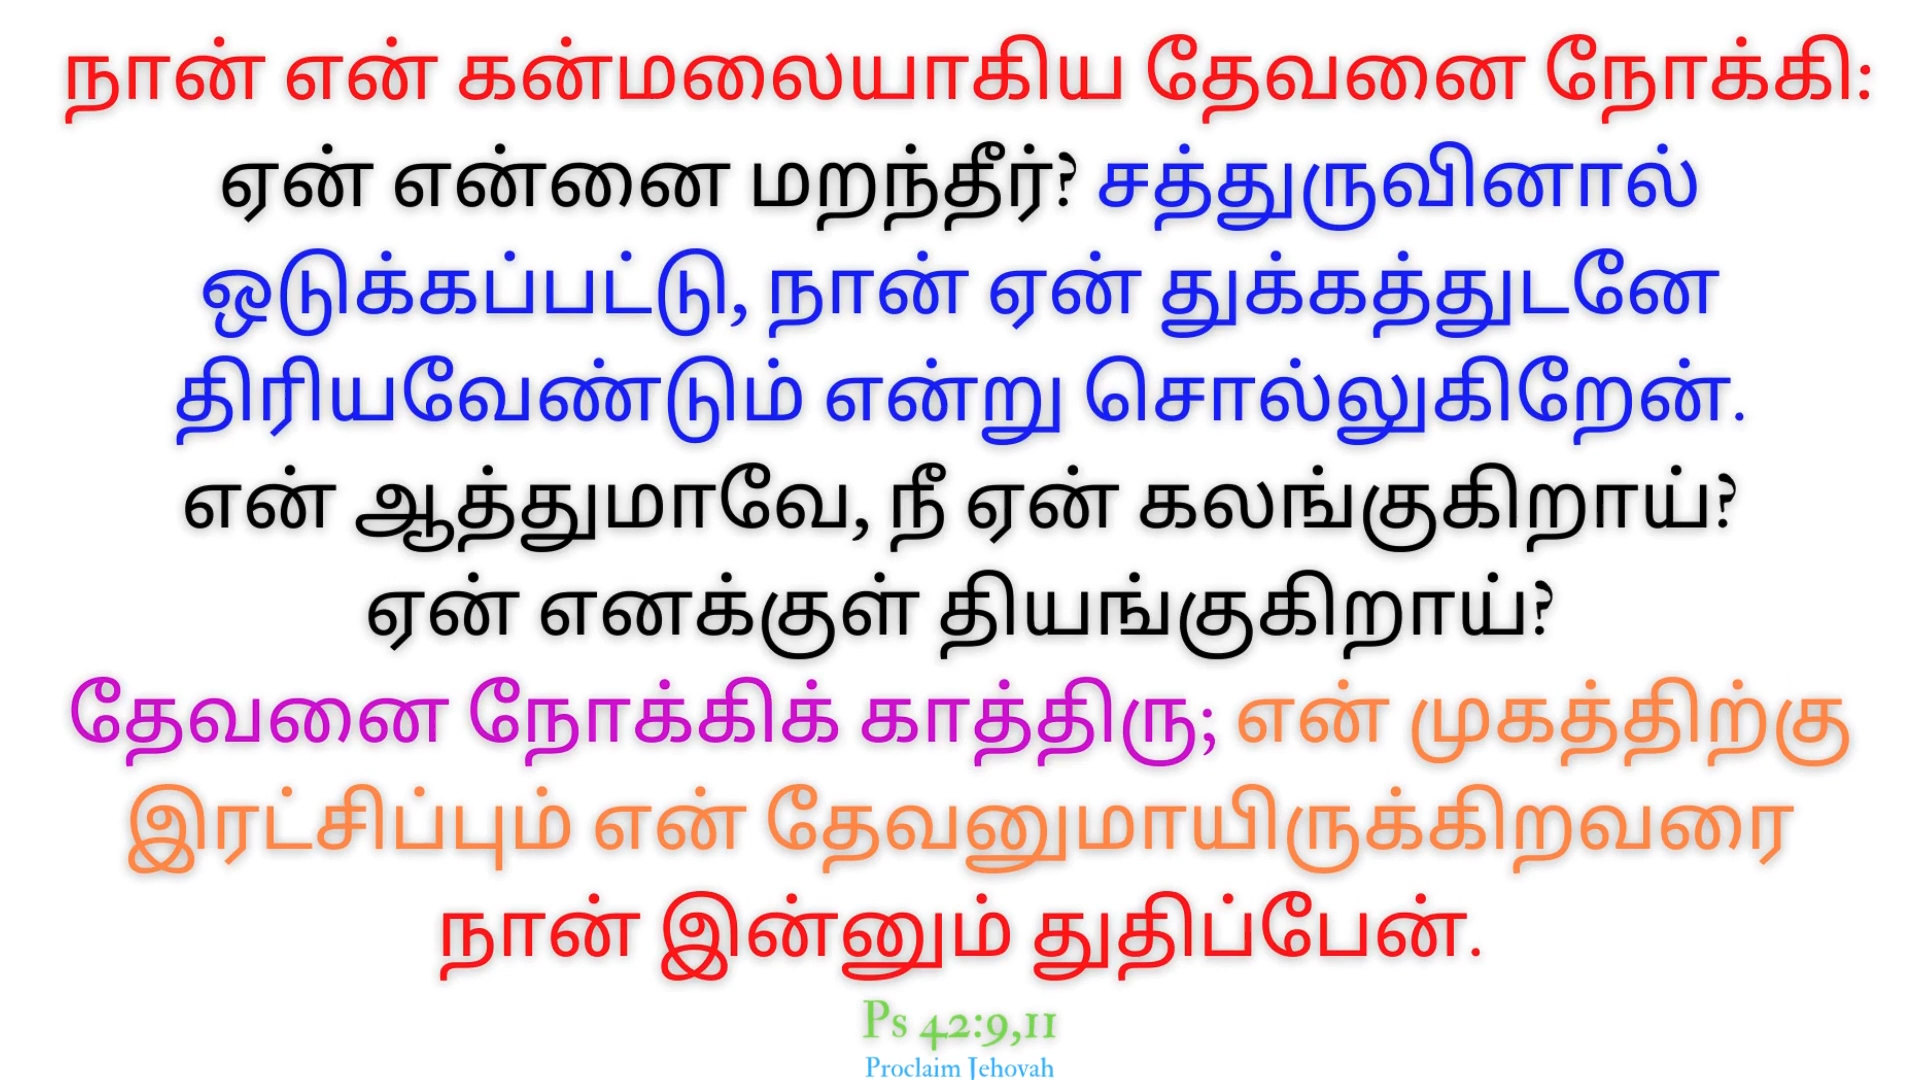 நான் என் கன்மலையாகிய தேவனை நோக்கி:
ஏன் என்னை மறந்தீர்? சத்துருவினால்
ஒடுக்கப்பட்டு, நான் ஏன் துக்கத்துடனே
திரியவேண்டும் என்று சொல்லுகிறேன்.
என் ஆத்துமாவே, நீ ஏன் கலங்குகிறாய்?
ஏன் எனக்குள் தியங்குகிறாய்?
தேவனை நோக்கிக் காத்திரு; என் முகத்திற்கு
இரட்சிப்பும் என் தேவனுமாயிருக்கிறவரை
நான் இன்னும் துதிப்பேன்.
Ps 42:9,11
Proclaim Jehovah